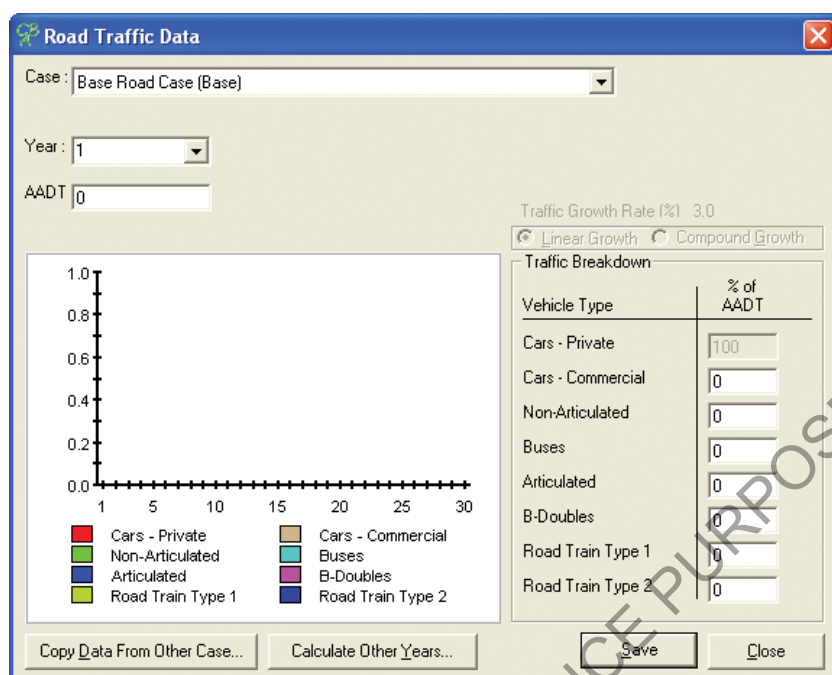 Road Traffic Data
Case : Base Road Case (Base)
Year : 1
AADT 0
Traffic Growth Rate (%) 3.0
Linear Growth Compound Growth
Traffic Breakdown
Vehicle Type % of AADT
Cars - Private 100
Cars - Commercial 0
Non-Articulated 0
Buses 0
Articulated 0
B-Doubles 0
Road Train Type 1 0
Road Train Type 2 0
1.0
0.8
0.6
0.4
0.2
0.0
1 5 10 15 20 25 30
Cars - Private Cars - Commercial
Non-Articulated Buses
Articulated B-Doubles
Road Train Type 1 Road Train Type 2
Copy Data From Other Case... Calculate Other Years... Save Close